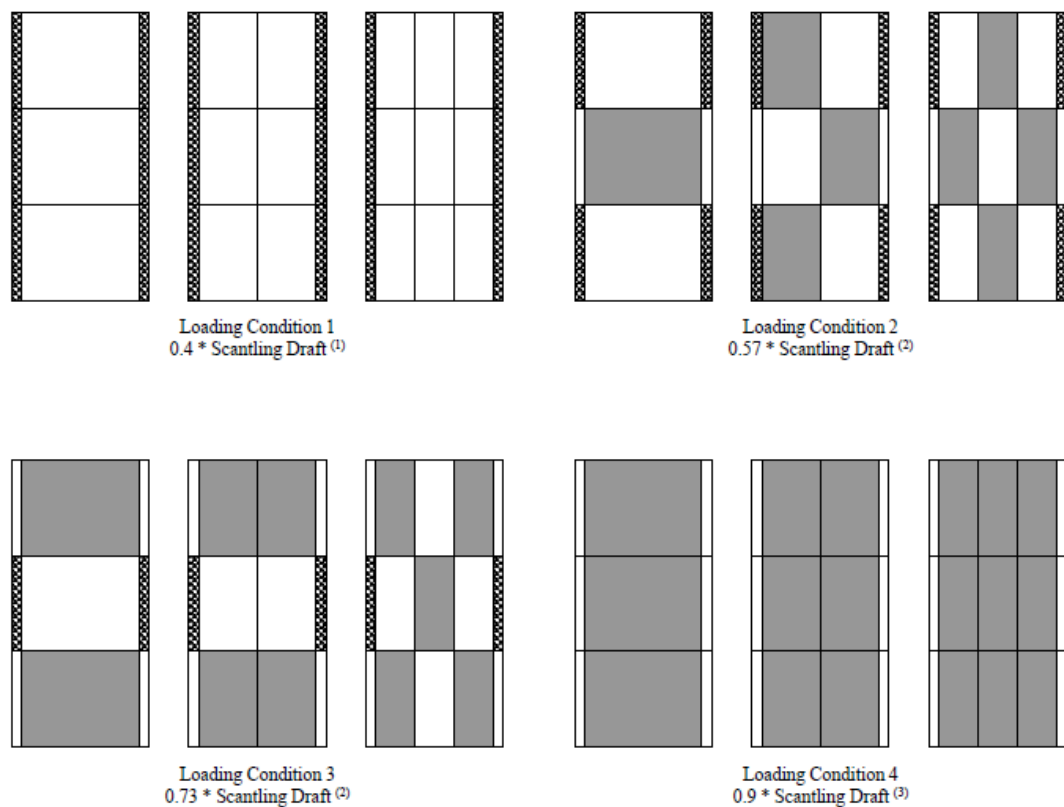 Loading Condition 1
0.4 * Scantling Draft (1)
Loading Condition 2
0.57 * Scantling Draft (2)
Loading Condition 3
0.73 * Scantling Draft (2)
Loading Condition 4
0.9 * Scantling Draft (3)